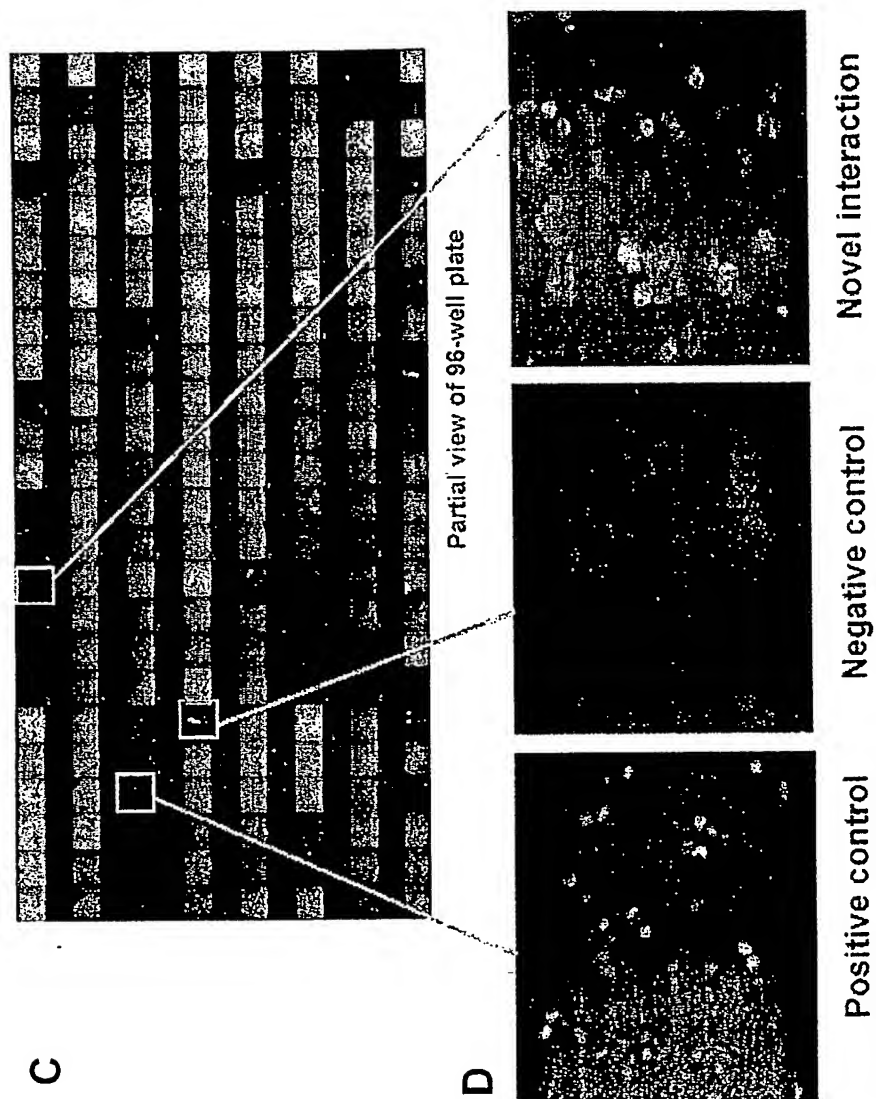 C
Partial view of 96-well plate
D
Positive control
Negative control
Novel interaction